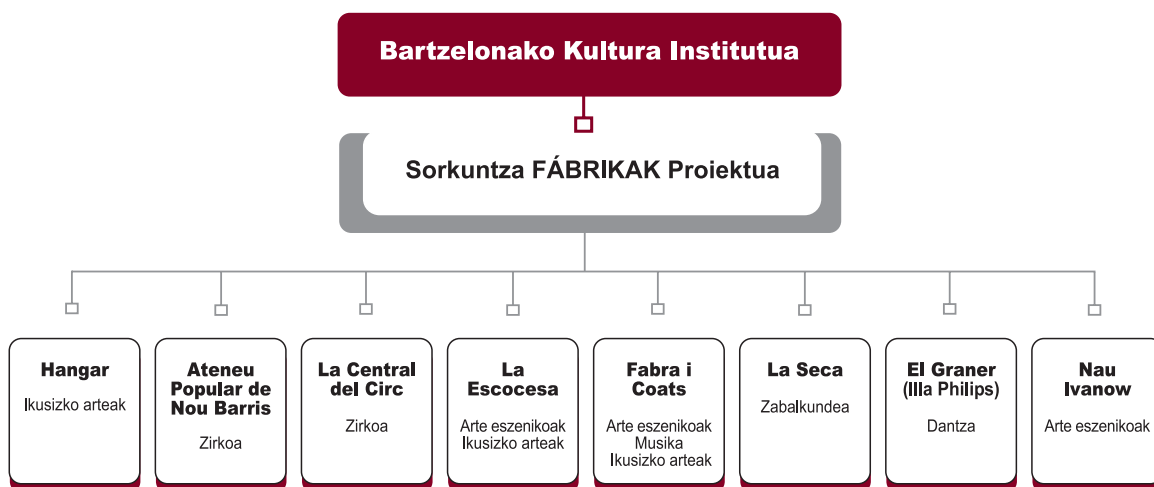 Bartzelonako Kultura Institutua
Sorkuntza FÁBRIKAK Proiektua
Hangar
Ikusizko arteak
Ateneu
Popular de
Nou Barris
Zirkoa
La Central
del Circ
Zirkoa
La
Escocesa
Arte eszenikoak
Ikusizko arteak
Fabra i
Coats
Arte eszenikoak
Musika
Ikusizko arteak
La Seca
Zabalkundea
El Graner
(Illa Philips)
Dantza
Nau
Ivanow
Arte eszenikoak